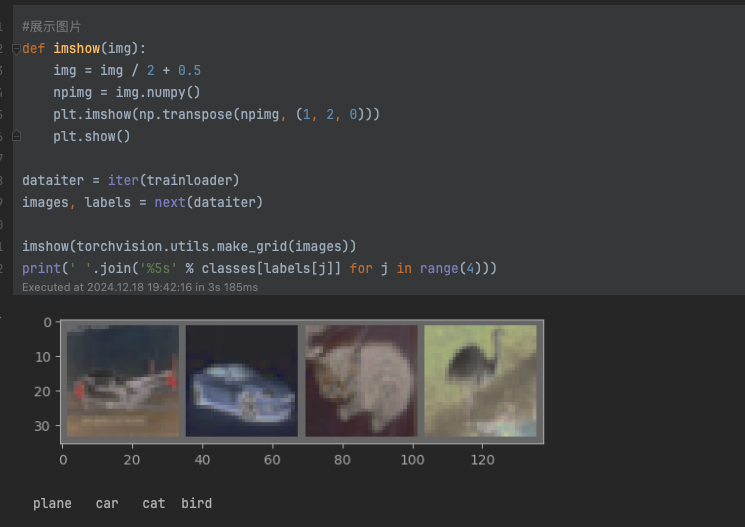 1 #展示图片
2 def imshow(img):
3     img = img / 2 + 0.5
4     npimg = img.numpy()
5     plt.imshow(np.transpose(npimg, (1, 2, 0)))
6     plt.show()
7
8 dataiter = iter(trainloader)
9 images, labels = next(dataiter)
0
1 imshow(torchvision.utils.make_grid(images))
2 print(' '.join('%5s' % classes[labels[j]] for j in range(4)))
Executed at 2024.12.18 19:42:16 in 3s 185ms
0
10
20
30
0 20 40 60 80 100 120
plane   car   cat  bird